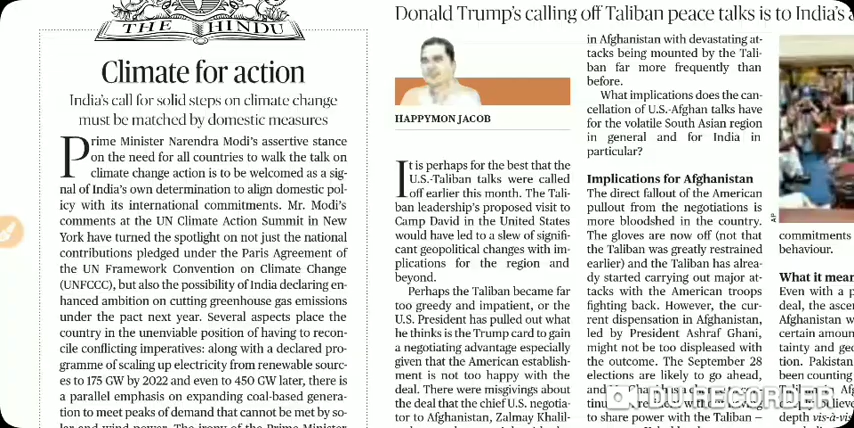 Donald Trump's calling off Taliban peace talks is to India's a
THE HINDU
Climate for action
India's call for solid steps on climate change
must be matched by domestic measures
Prime Minister Narendra Modi's assertive stance
on the need for all countries to walk the talk on
climate change action is to be welcomed as a sig-
nal of India's own determination to align domestic pol-
icy with its international commitments. Mr. Modi's
comments at the UN Climate Action Summit in New
York have turned the spotlight on not just the national
contributions pledged under the Paris Agreement of
the UN Framework Convention on Climate Change
(UNFCCC), but also the possibility of India declaring en-
hanced ambition on cutting greenhouse gas emissions
under the pact next year. Several aspects place the
country in the unenviable position of having to recon-
cile conflicting imperatives: along with a declared pro-
gramme of scaling up electricity from renewable sourc-
es to 175 GW by 2022 and even to 450 GW later, there is
a parallel emphasis on expanding coal-based genera-
tion to meet peaks of demand that cannot be met by so-
lar and wind power. The irony of the Prime Minister
HAPPYMON JACOB
It is perhaps for the best that the
U.S.-Taliban talks were called
off earlier this month. The Tali-
ban leadership's proposed visit to
Camp David in the United States
would have led to a slew of signifi-
cant geopolitical changes with im-
plications for the region and
beyond.
Perhaps the Taliban became far
too greedy and impatient, or the
U.S. President has pulled out what
he thinks is the Trump card to gain
a negotiating advantage especially
given that the American establish-
ment is not too happy with the
deal. There were misgivings about
the deal that the chief U.S. negotia-
tor to Afghanistan, Zalmay Khalil-
in Afghanistan with devastating at-
tacks being mounted by the Tali-
ban far more frequently than
before.
What implications does the can-
cellation of U.S.-Afghan talks have
for the volatile South Asian region
in general and for India in
particular?
Implications for Afghanistan
The direct fallout of the American
pullout from the negotiations is
more bloodshed in the country.
The gloves are now off (not that
the Taliban was greatly restrained
earlier) and the Taliban has alrea-
dy started carrying out major at-
tacks with the American troops
fighting back. However, the cur-
rent dispensation in Afghanistan,
led by President Ashraf Ghani,
might not be too displeased with
the outcome. The September 28
elections are likely to go ahead,
and
to share power with the Taliban –
AP
commitments
behaviour.
What it mean
Even with a p
deal, the asce
Afghanistan w
certain amoun
tainty and geo
tion. Pakistan
been counting
depth vis-à-vis
DU RECORDER